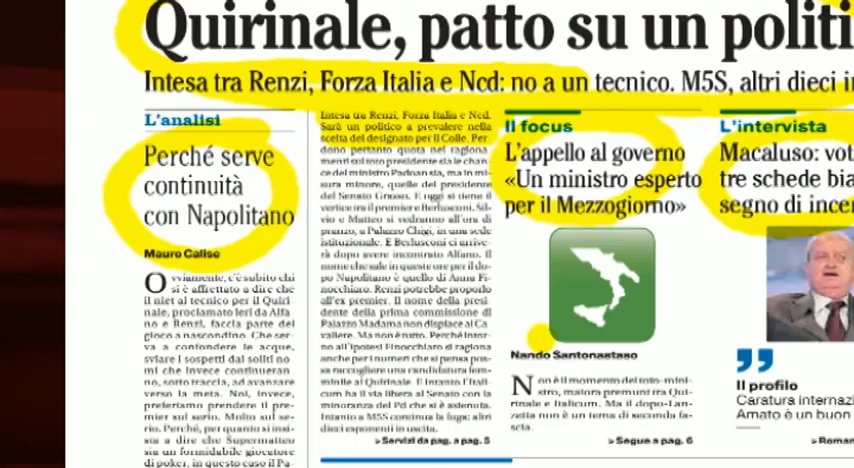 Quirinale, patto su un politi
Intesa tra Renzi, Forza Italia e Ncd: no a un tecnico. M5S, altri dieci i
L'analisi
Perché serve
continuità
con Napolitano
Mauro Calise
Ovviamente, c'è subito chi
si è affrettato a dire che
il niet al tecnico per il Quiri-
nale, proclamato ieri da Alfa-
no e Renzi, faccia parte del
gioco a nascondino. Che ser-
va a confondere le acque,
sviare i sospetti dai soliti no-
mi che invece continueran-
no, sotto traccia, ad avanzare
verso la meta. Noi, invece,
preferiamo prendere il pre-
mier sul serio. Molto sul se-
rio. Perché, per quanto si insi-
sta a dire che Supermatteo
sia un formidabile giocatore
di poker, in questo caso il Pa-
Intesa tra Renzi, Forza Italia e Ncd.
Sarà un politico a prevalere nella
scelta del designato per il Colle. Per-
dono pertanto quota nel ragiona
menti sul toto presidente sia le chan-
ce del ministro Padoan sia, ma in mi-
sura minore, quelle del presidente
del Senato Grasso. E oggi si tiene il
vertice tra il premier e Berlusconi. Sil-
vio e Matteo si vedranno all'ora di
pranzo, a Palazzo Chigi, in una sede
istituzionale. E Berlusconi ci arrive-
rà dopo avere incontrato Alfano. Il
nome che sale in queste ore per il do-
po Napolitano è quello di Anna Fi-
nocchiaro. Renzi potrebbe proporlo
all'ex premier. Il nome della presi-
dente della prima commissione di
Palazzo Madama non dispiace al Ca-
valiere. Ma non è tutto. Perché intor-
no all'ipotesi Finocchiaro si ragiona
anche per i numeri che si pensa pos-
sa raccogliere una candidatura fem-
minile al Quirinale. E intanto l'Itali-
cum ha il via libera al Senato con la
minoranza del Pd che si è astenuta.
Intanto a M5S continua la fuga: altri
dieci esponenti in uscita.
> Servizi da pag. a pag. 5
Il focus
L'appello al governo
«Un ministro esperto
per il Mezzogiorno»
Nando Santonastaso
Non è il momento del toto-mini-
stro, malora premuri tra Qui-
rinale e Italicum. Ma il dopo-Lan-
zetta non è un tema di seconda fa-
scia.
> Segue a pag. 6
L'intervista
Macaluso: vot
tre schede bia
segno di incer
Il profilo
Caratura internazi
Amato è un buon
> Roman